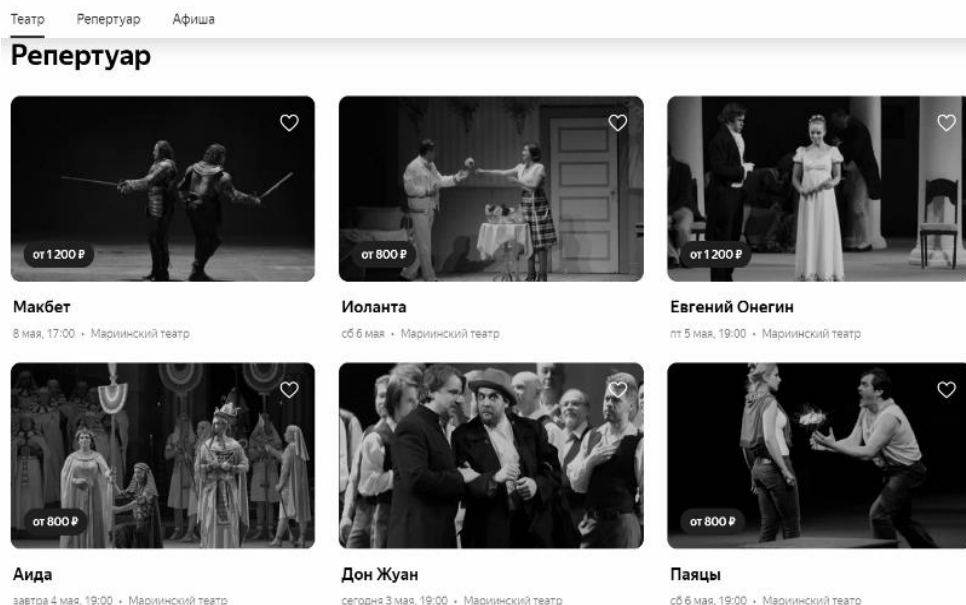 Театр Репертуар Афиша
Репертуар
от 1 200 ₽ от 800 ₽ от 1 200 ₽
Макбет Иоланта Евгений Онегин
8 мая, 17:00 • Мариинский театр сб 6 мая • Мариинский театр пт 5 мая, 19:00 • Мариинский театр
от 800 ₽ от 800 ₽
Аида Дон Жуан Паяцы
завтра 4 мая, 19:00 • Мариинский театр сегодня 3 мая, 19:00 • Мариинский театр сб 6 мая, 19:00 • Мариинский театр